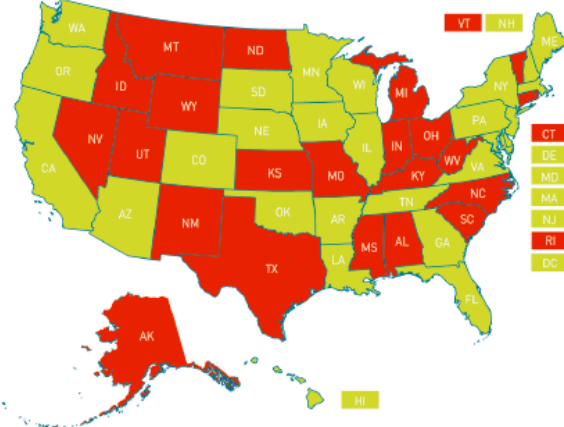 VT NH
WA
ME
MT ND
OR
MN
ID
SD
WI
NY
WY
MI
IA
PA
NE
NV
OH
IL IN
UT
CT
CO
WV
DE
CA
VA
KS
MO
KY
MD
MA
NC
TN
AZ
OK
AR
NJ
NM
SC
RI
MS AL GA
DC
LA
TX
FL
AK
HI